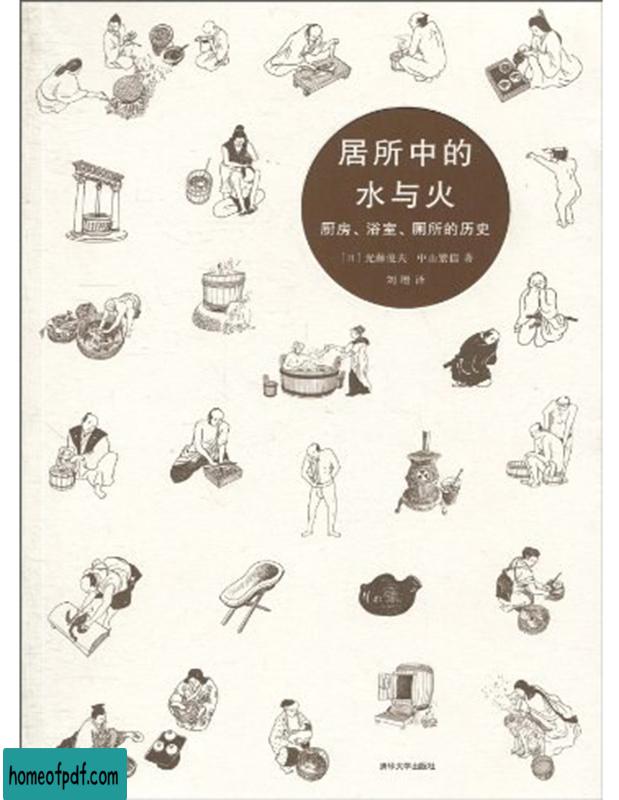 居所中的
水与火
厨房、浴室、厕所的历史
[日]光藤俊夫 中山繁信 著
刘缵 译
清华大学出版社
homeofpdf.com